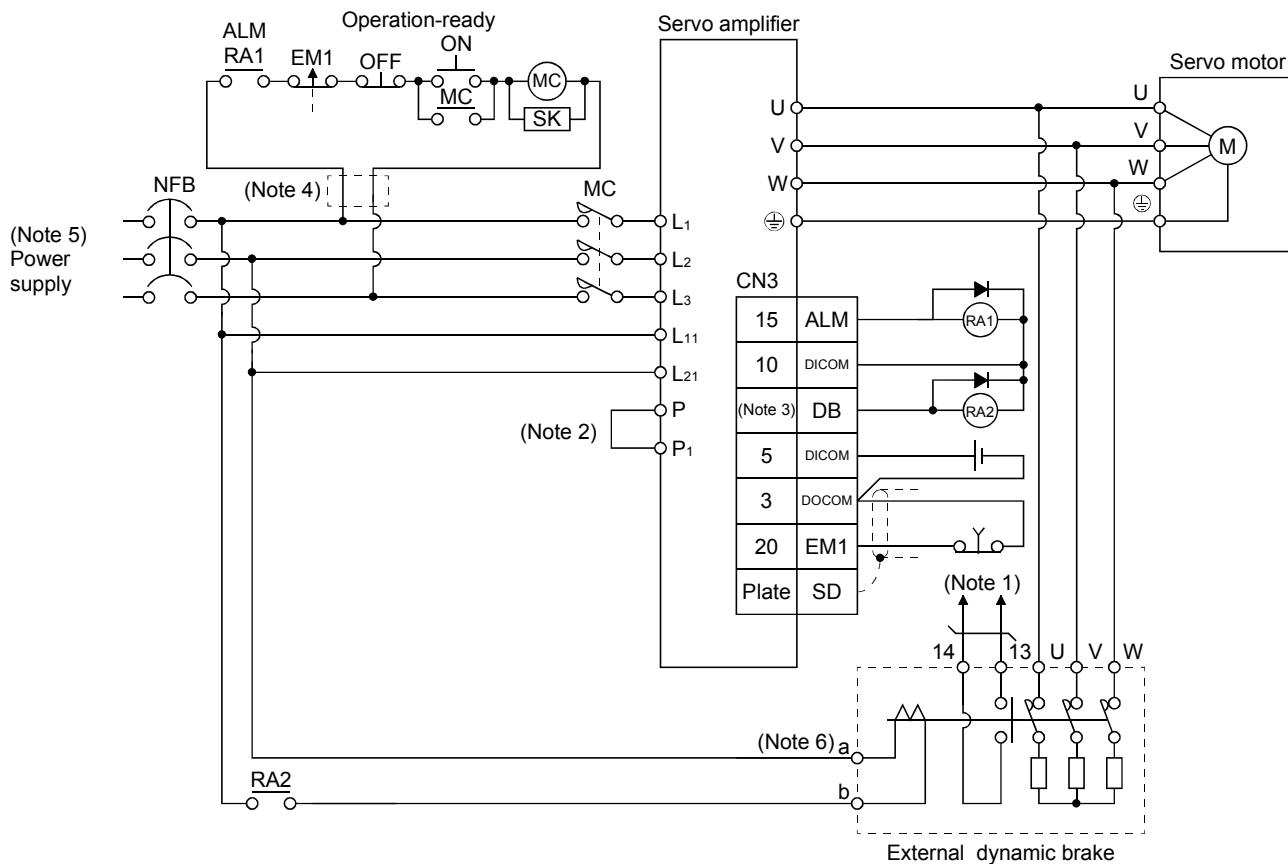 Operation-ready
ALM
RA1
EM1
OFF
ON
MC
MC
SK
Servo amplifier
Servo motor
U
V
W
U
V
W
M
NFB
(Note 4)
MC
(Note 5)
Power
supply
L1
L2
L3
L11
L21
(Note 2)
P
P1
CN3
15 ALM
RA1
10 DICOM
(Note 3) DB
RA2
5 DICOM
3 DOCOM
20 EM1
Plate SD
(Note 1)
14 13 U V W
(Note 6) a
RA2
b
External dynamic brake